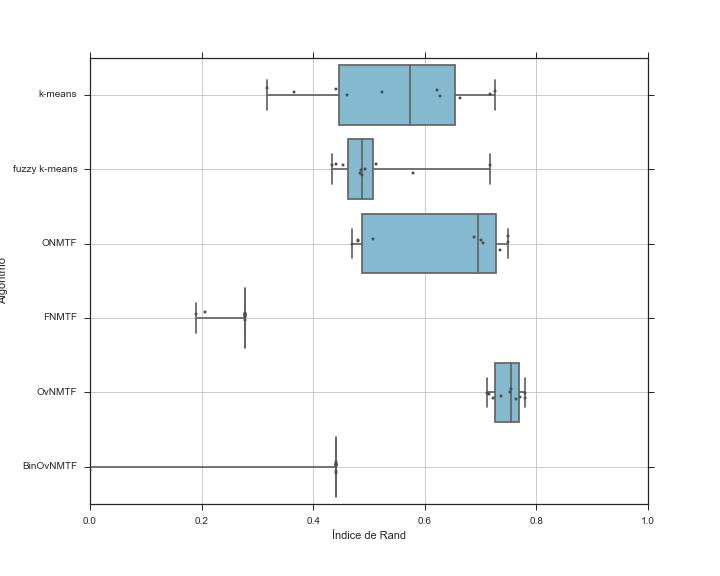 k-means
fuzzy k-means
ONMTF
FNMTF
OvNMTF
BinOvNMTF
Algoritmo
0.0 0.2 0.4 0.6 0.8 1.0
Índice de Rand